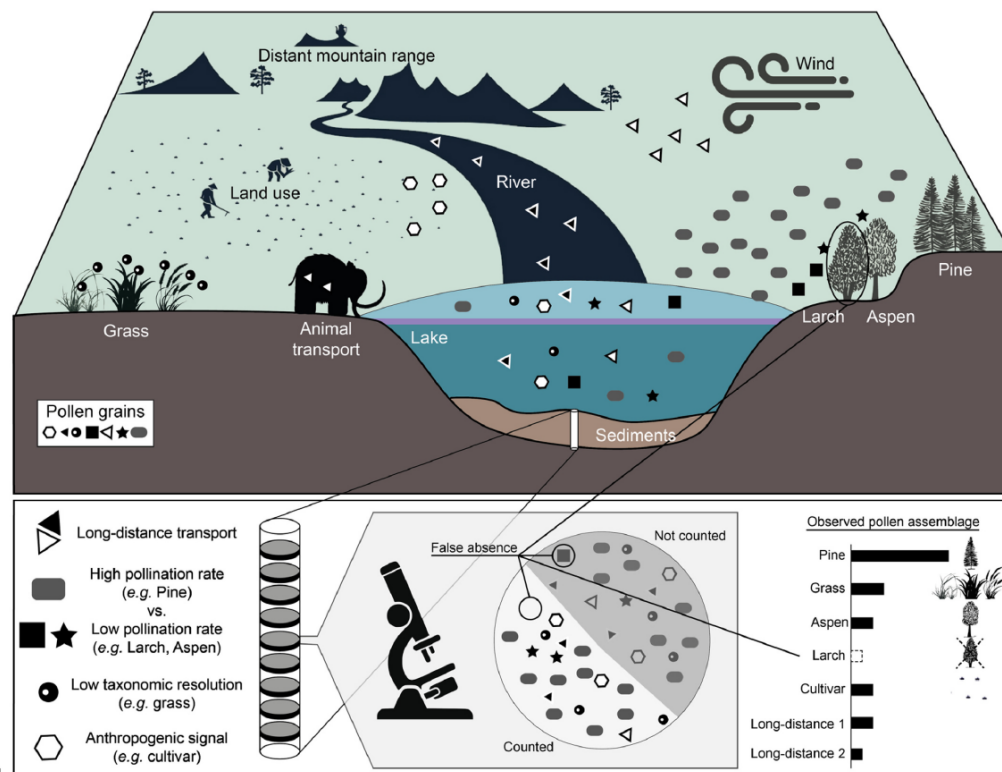 Distant mountain range
Wind
Land use
River
Pine
Grass
Animal
transport
Lake
Larch
Aspen
Pollen grains
Sediments
Long-distance transport
High pollination rate
(e.g. Pine)
vs.
Low pollination rate
(e.g. Larch, Aspen)
Low taxonomic resolution
(e.g. grass)
Anthropogenic signal
(e.g. cultivar)
False absence
Not counted
Counted
Observed pollen assemblage
Pine
Grass
Aspen
Larch
Cultivar
Long-distance 1
Long-distance 2